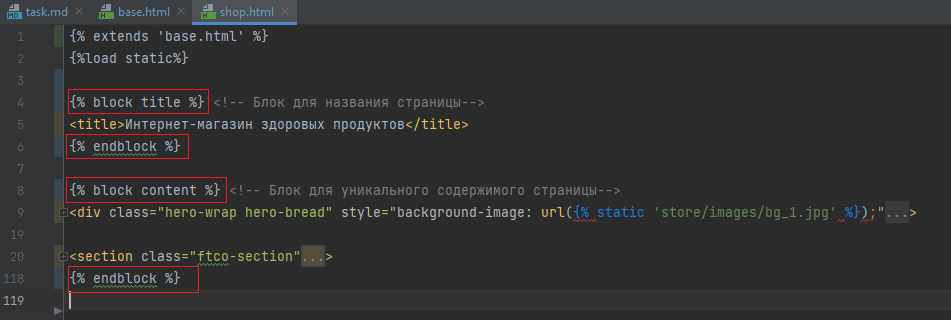 task.md
base.html
shop.html
1 {% extends 'base.html' %}
2 {%load static%}
3
4 {% block title %} <!-- Блок для названия страницы-->
5 <title>Интернет-магазин здоровых продуктов</title>
6 {% endblock %}
7
8 {% block content %} <!-- Блок для уникального содержимого страницы-->
9 <div class="hero-wrap hero-bread" style="background-image: url({% static 'store/images/bg_1.jpg' %});"...>
19
20 <section class="ftco-section"...>
118 {% endblock %}
119